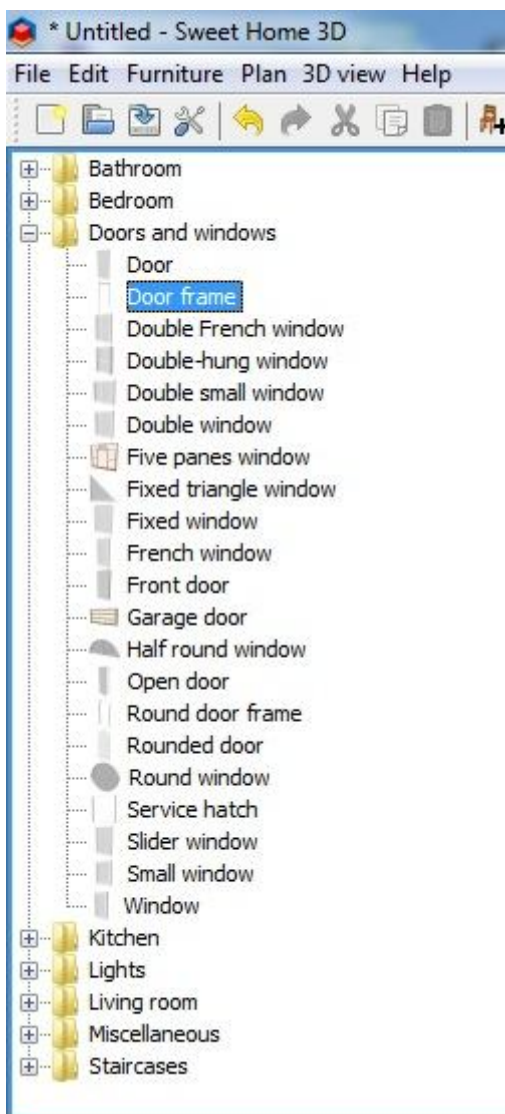 * Untitled - Sweet Home 3D
File Edit Furniture Plan 3D view Help
Bathroom
Bedroom
Doors and windows
Door
Door frame
Double French window
Double-hung window
Double small window
Double window
Five panes window
Fixed triangle window
Fixed window
French window
Front door
Garage door
Half round window
Open door
Round door frame
Rounded door
Round window
Service hatch
Slider window
Small window
Window
Kitchen
Lights
Living room
Miscellaneous
Staircases